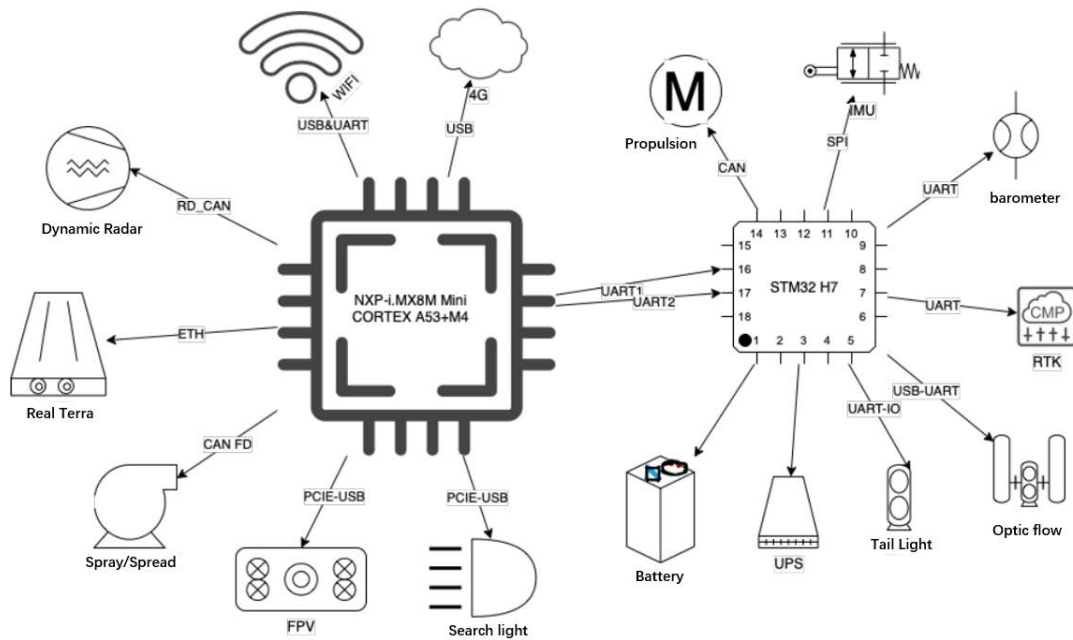 WIFI
4G
USB&UART
USB
M
Propulsion
IMU
SPI
CAN
UART
barometer
RD_CAN
Dynamic Radar
14 13 12 11 10
15
16
17
18
9
8
7
6
STM32 H7
1 2 3 4 5
NXP-i.MX8M Mini
CORTEX A53+M4
UART1
UART2
UART
CMP
RTK
ETH
Real Terra
USB-UART
UART-IO
CAN FD
Spray/Spread
PCIE-USB
PCIE-USB
FPV
Search light
Battery
UPS
Tail Light
Optic flow